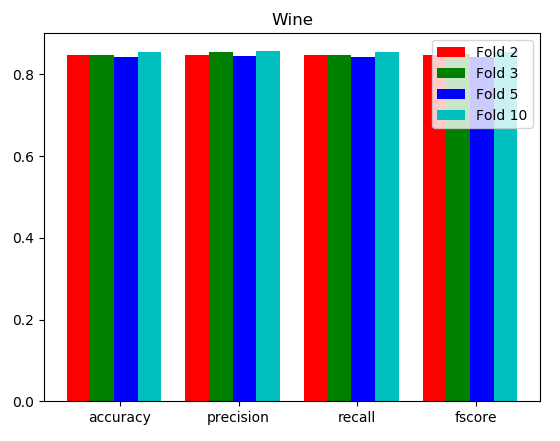 Wine
Fold 2
Fold 3
Fold 5
Fold 10
0.8
0.6
0.4
0.2
0.0
accuracy precision recall fscore